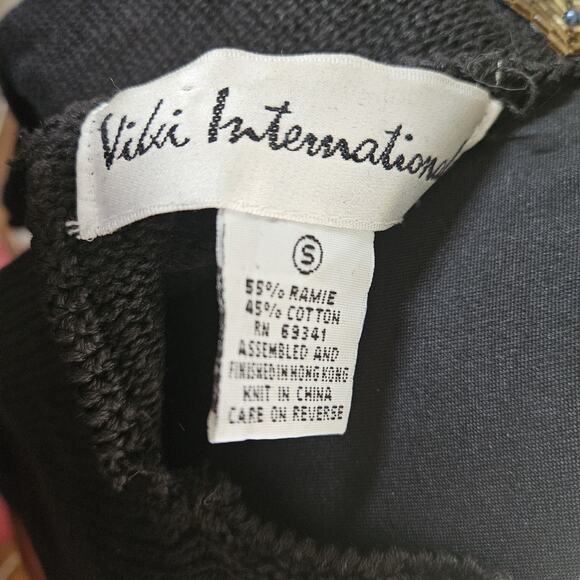 Viki International
S
55% RAMIE
45% COTTON
RN 69341
ASSEMBLED AND
FINISHED IN HONG KONG
KNIT IN CHINA
CARE ON REVERSE